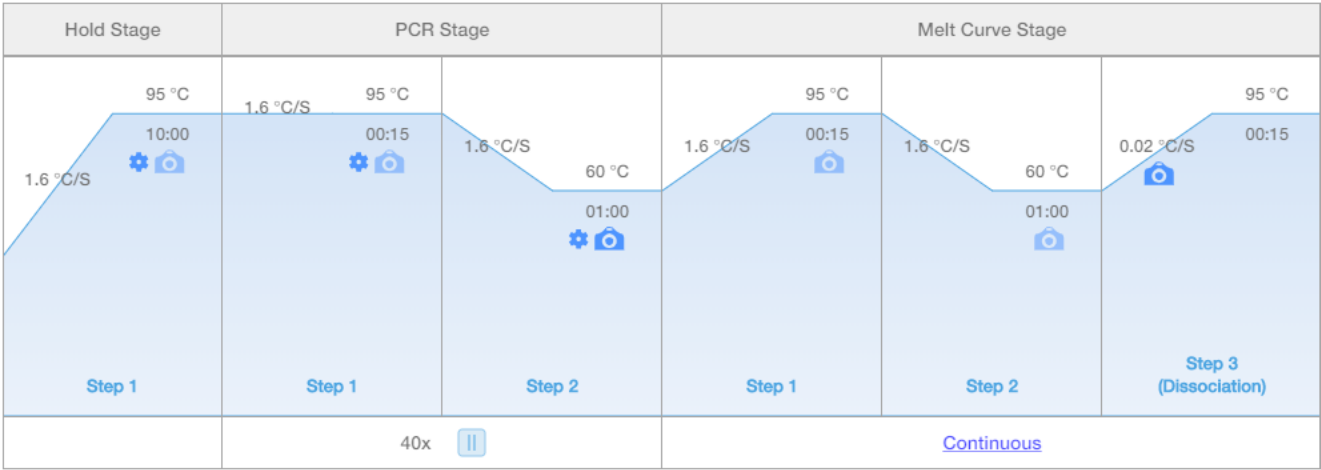 Hold Stage
PCR Stage
Melt Curve Stage
1.6 °C/S
95 °C
10:00
Step 1
1.6 °C/S
95 °C
00:15
Step 1
1.6 °C/S
60 °C
01:00
Step 2
1.6 °C/S
95 °C
00:15
Step 1
1.6 °C/S
60 °C
01:00
Step 2
0.02 °C/S
95 °C
00:15
Step 3
(Dissociation)
40x
Continuous